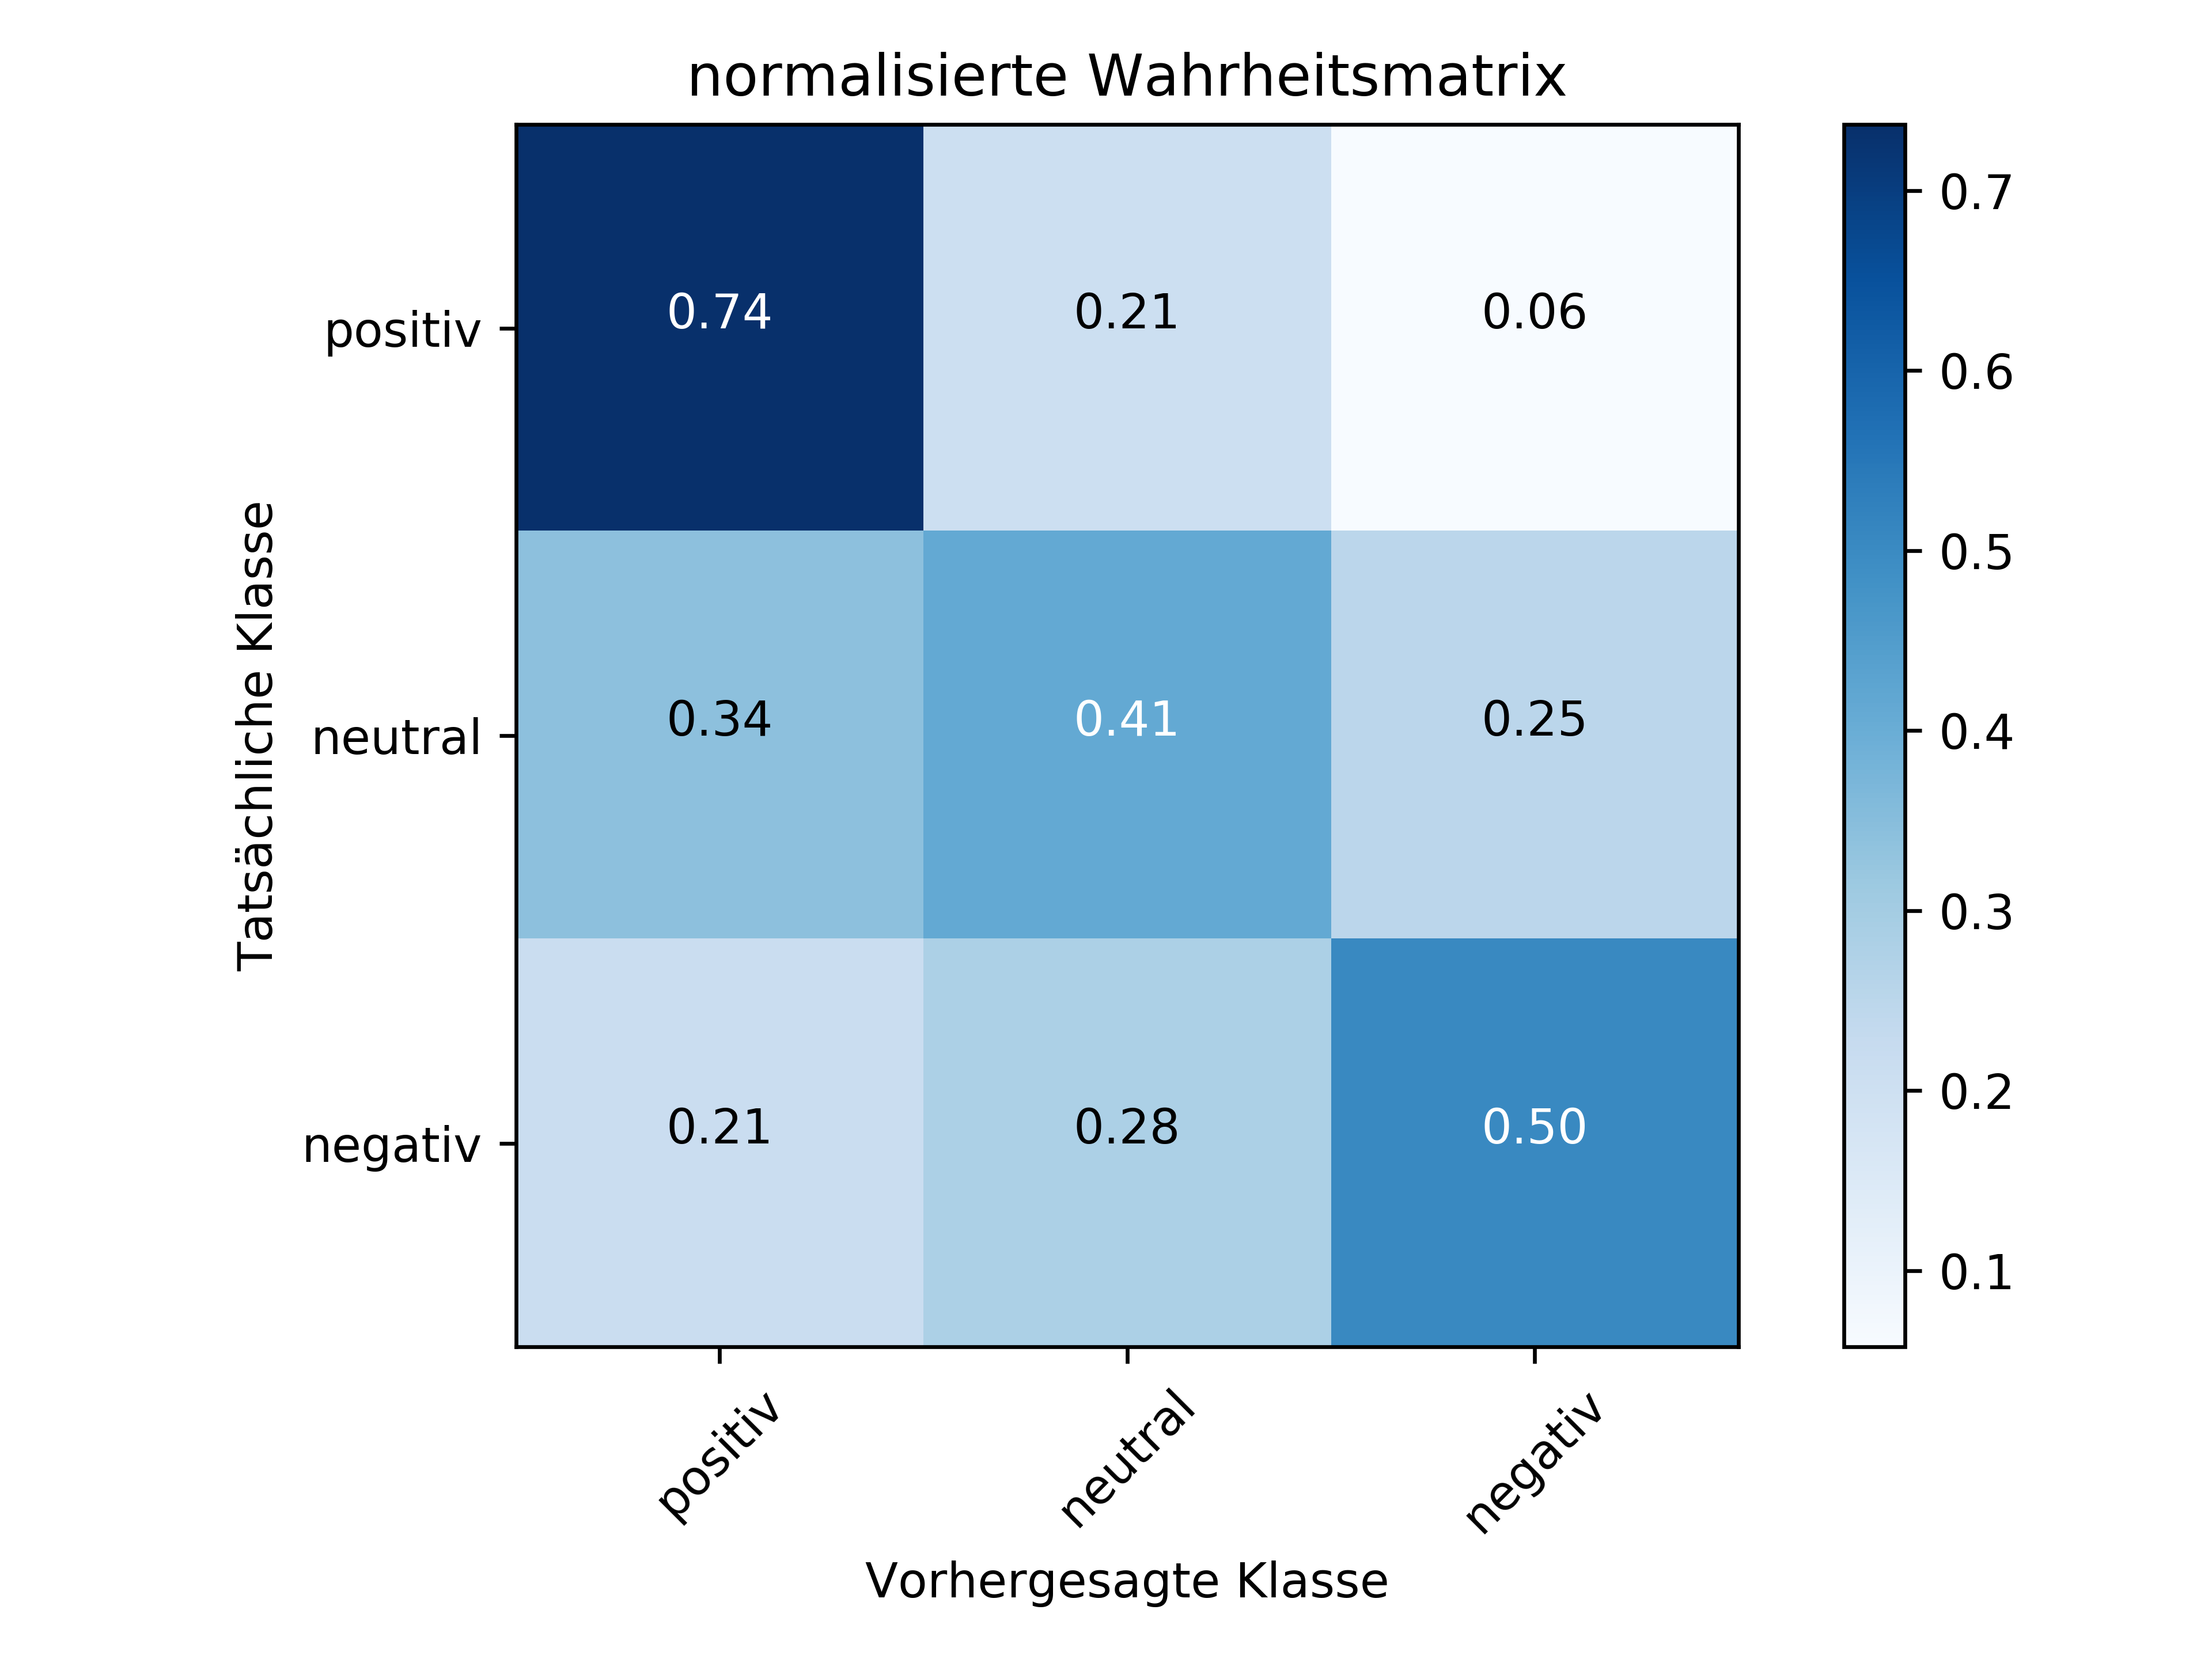 normalisierte Wahrheitsmatrix
Tatsächliche Klasse
positiv
0.74 0.21 0.06
neutral
0.34 0.41 0.25
negativ
0.21 0.28 0.50
positiv
neutral
negativ
Vorhergesagte Klasse
0.7
0.6
0.5
0.4
0.3
0.2
0.1